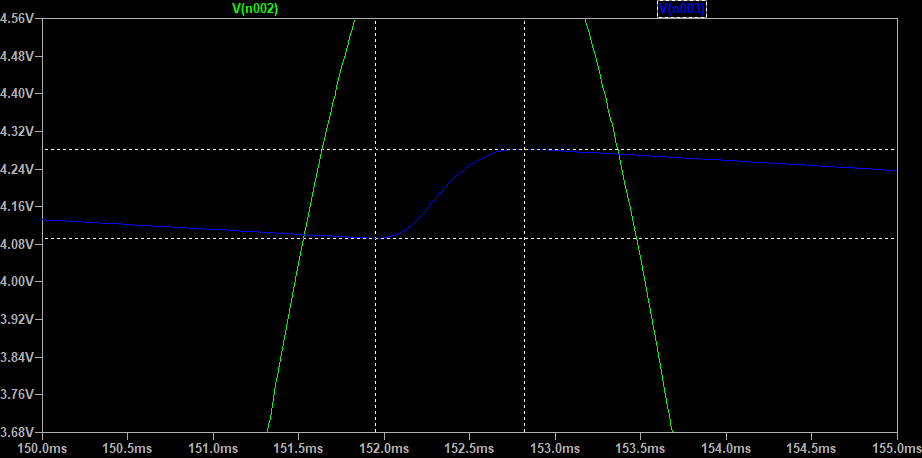 V(n002) V(n003)
4.56V
4.48V
4.40V
4.32V
4.24V
4.16V
4.08V
4.00V
3.92V
3.84V
3.76V
3.68V
150.0ms 150.5ms 151.0ms 151.5ms 152.0ms 152.5ms 153.0ms 153.5ms 154.0ms 154.5ms 155.0ms